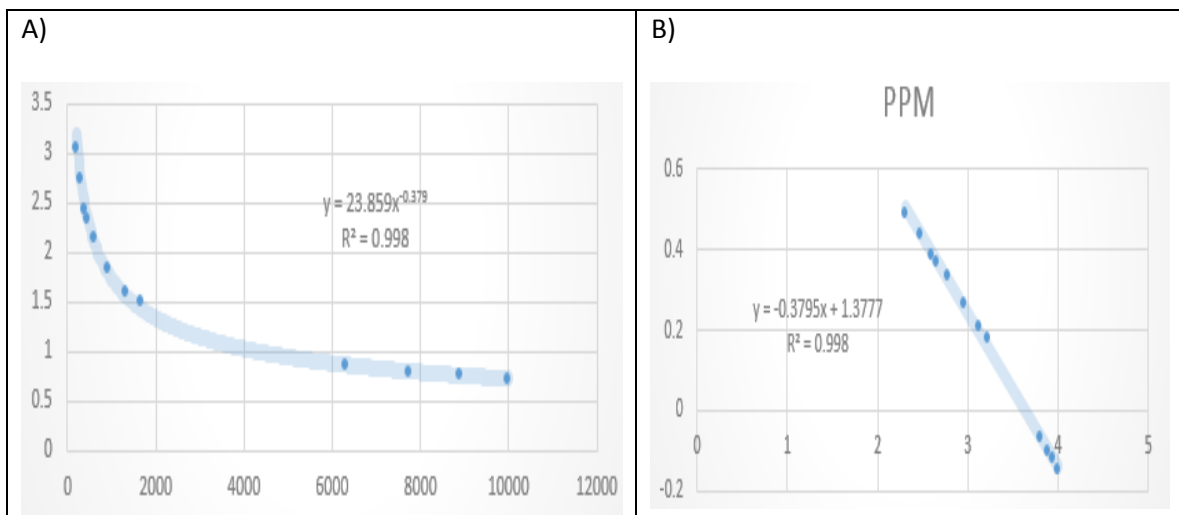 A)
3.5
3
2.5
2
1.5
1
0.5
0
y = 23.859x⁻⁰·³⁷⁹
R² = 0.998
0 2000 4000 6000 8000 10000 12000
B)
PPM
0.6
0.4
0.2
0
-0.2
y = -0.3795x + 1.3777
R² = 0.998
0 1 2 3 4 5